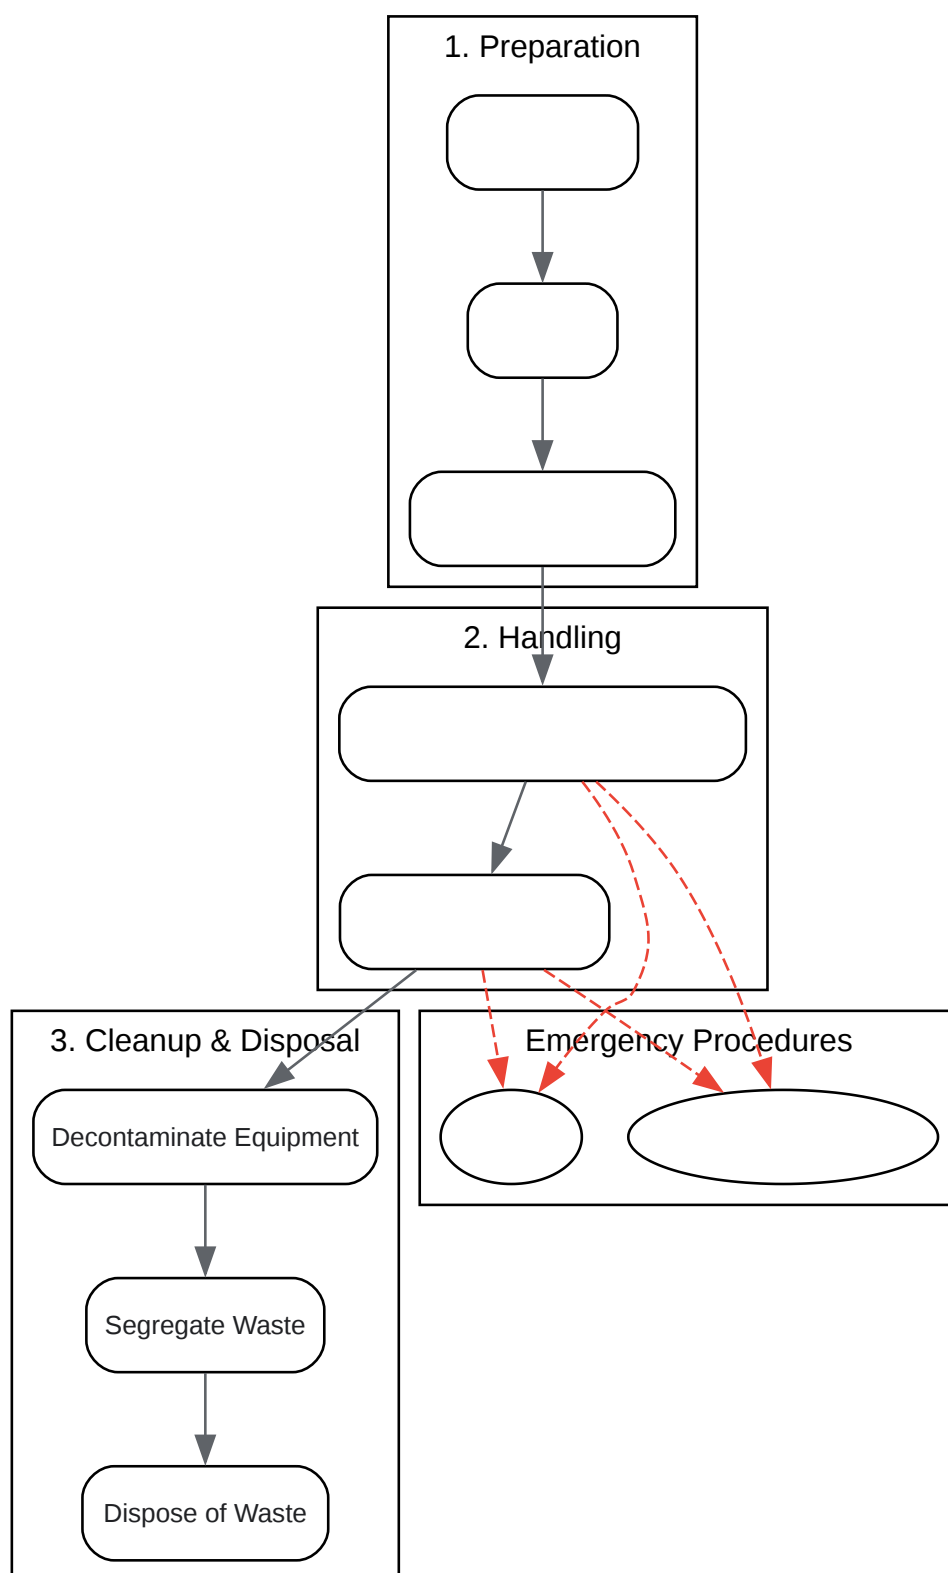 1. Preparation
2. Handling
3. Cleanup & Disposal
Emergency Procedures
Decontaminate Equipment
Segregate Waste
Dispose of Waste